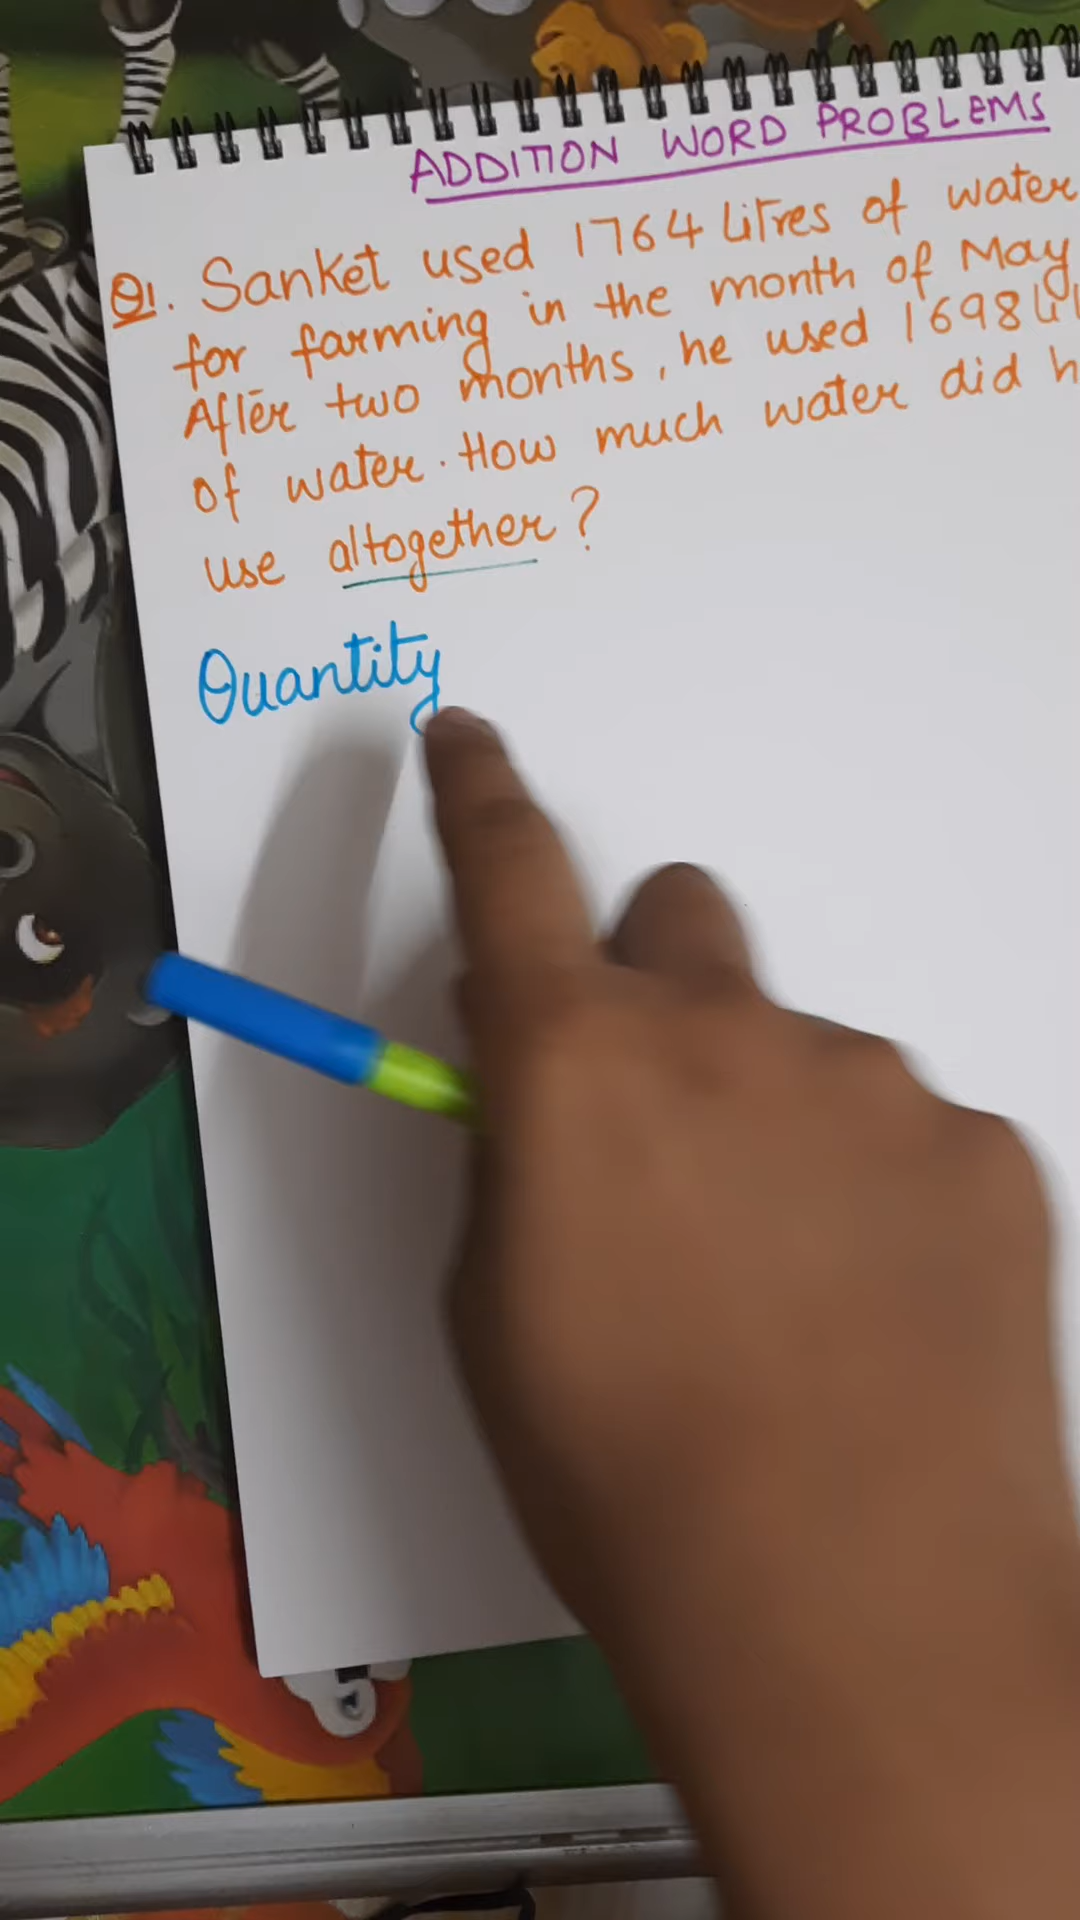 ADDITION WORD PROBLEMS
Q1. Sanket used 1764 Litres of water
for farming in the month of May
After two months, he used 1698
of water. How much water did
use altogether?
Quantity